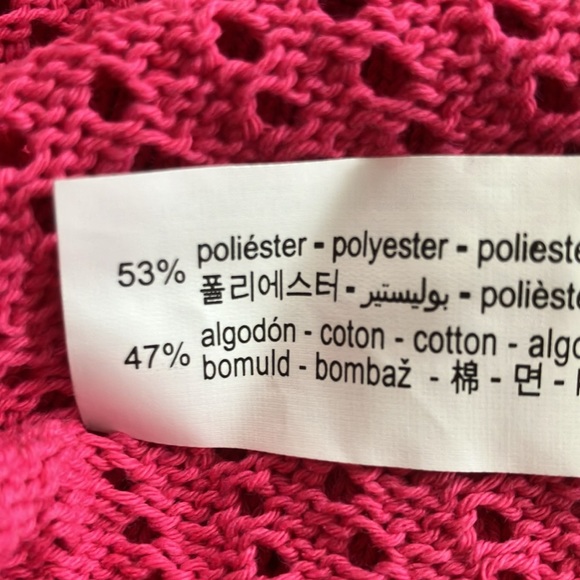 53% poliéster - polyester - polieste
폴리에스터 - بوليستير - polièste
47% algodón - coton - cotton - algo
bomuld - bombaž - 棉 - 면 -